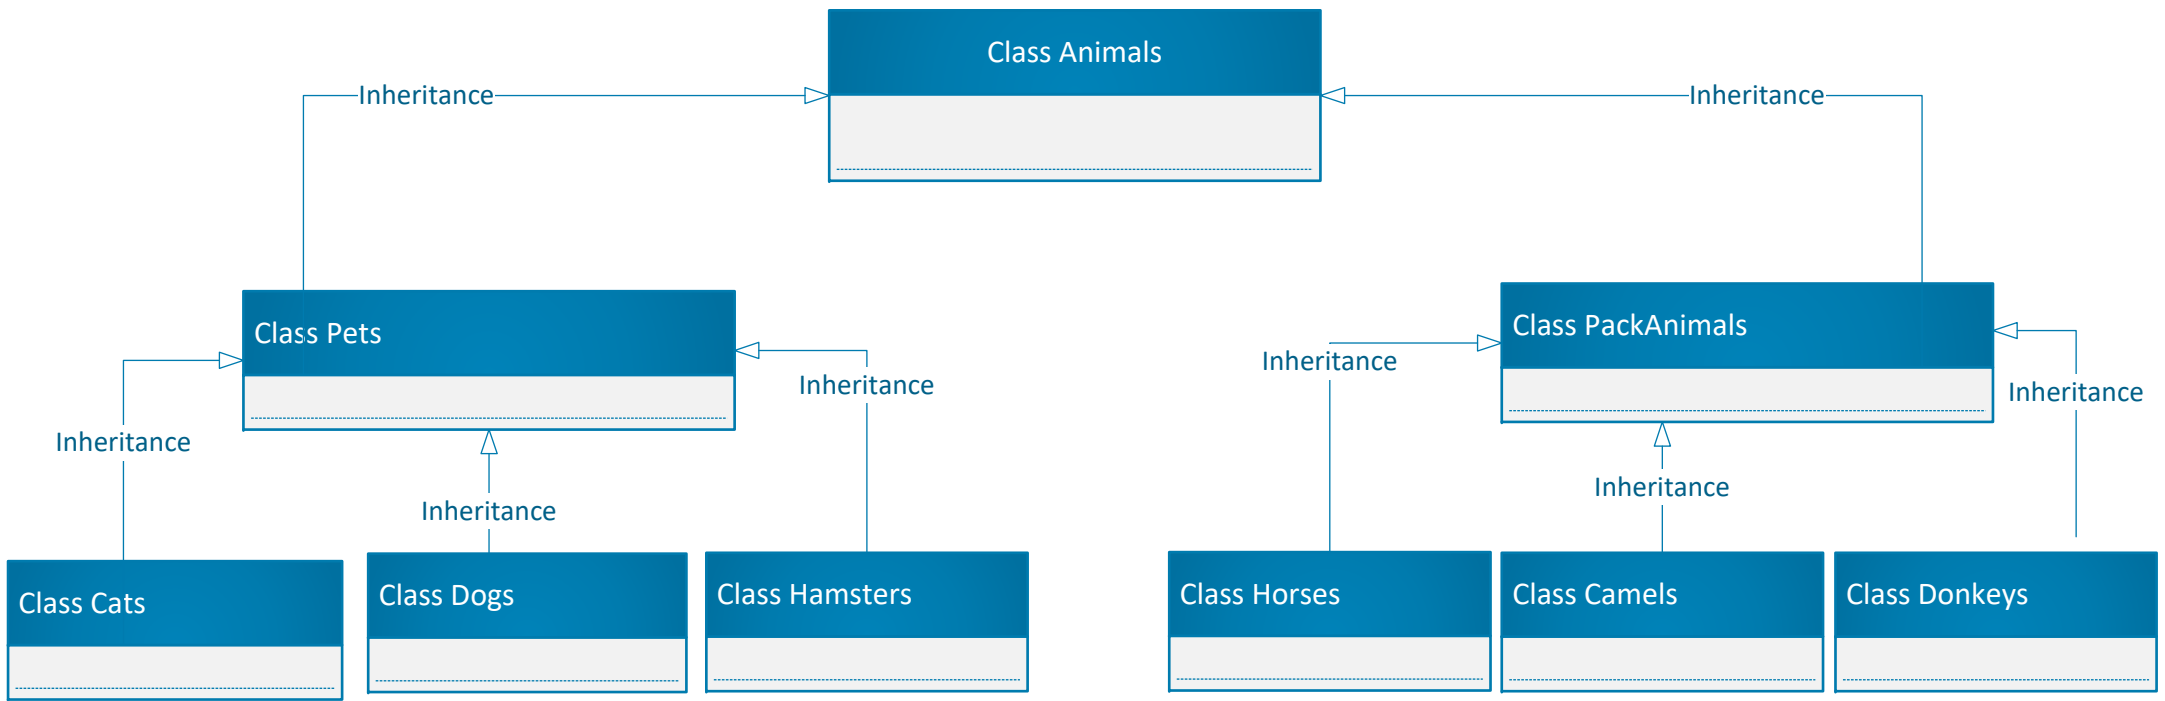 Class Animals
Inheritance
Inheritance
Class Pets
Class PackAnimals
Inheritance
Inheritance
Inheritance
Inheritance
Inheritance
Inheritance
Class Cats
Class Dogs
Class Hamsters
Class Horses
Class Camels
Class Donkeys